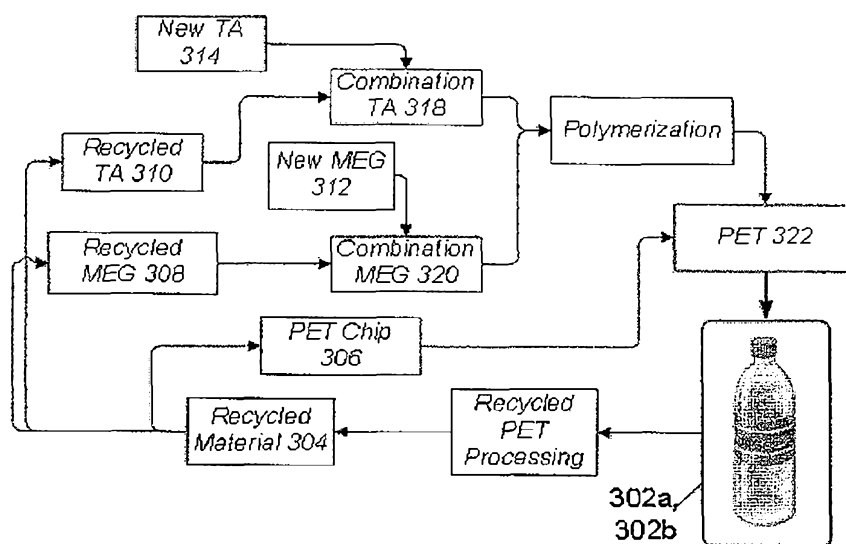 New TA
314
Combination
TA 318
Polymerization
Recycled
TA 310
New MEG
312
Recycled
MEG 308
Combination
MEG 320
PET 322
PET Chip
306
Recycled
Material 304
Recycled
PET
Processing
302a,
302b